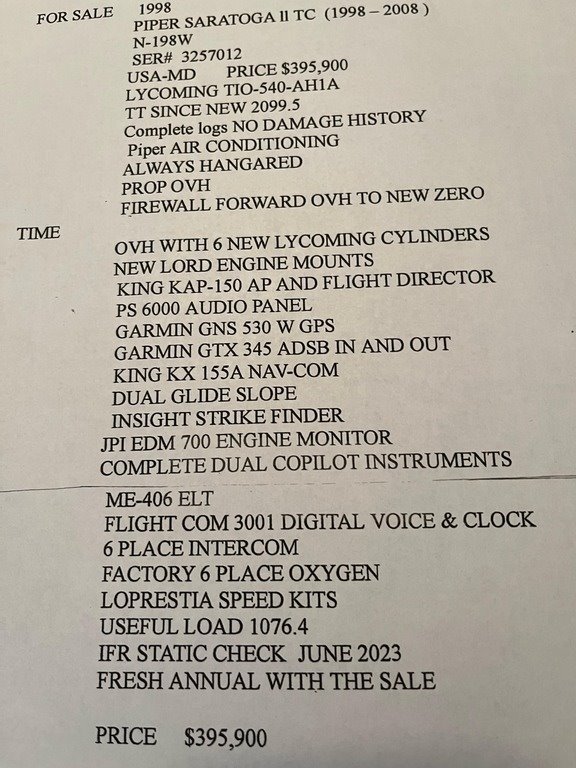 FOR SALE 1998
PIPER SARATOGA ll TC (1998 – 2008 )
N-198W
SER# 3257012
USA-MD PRICE $395,900
LYCOMING TIO-540-AH1A
TT SINCE NEW 2099.5
Complete logs NO DAMAGE HISTORY
Piper AIR CONDITIONING
ALWAYS HANGARED
PROP OVH
FIREWALL FORWARD OVH TO NEW ZERO
TIME
OVH WITH 6 NEW LYCOMING CYLINDERS
NEW LORD ENGINE MOUNTS
KING KAP-150 AP AND FLIGHT DIRECTOR
PS 6000 AUDIO PANEL
GARMIN GNS 530 W GPS
GARMIN GTX 345 ADSB IN AND OUT
KING KX 155A NAV-COM
DUAL GLIDE SLOPE
INSIGHT STRIKE FINDER
JPI EDM 700 ENGINE MONITOR
COMPLETE DUAL COPILOT INSTRUMENTS
ME-406 ELT
FLIGHT COM 3001 DIGITAL VOICE & CLOCK
6 PLACE INTERCOM
FACTORY 6 PLACE OXYGEN
LOPRESTIA SPEED KITS
USEFUL LOAD 1076.4
IFR STATIC CHECK JUNE 2023
FRESH ANNUAL WITH THE SALE
PRICE $395,900